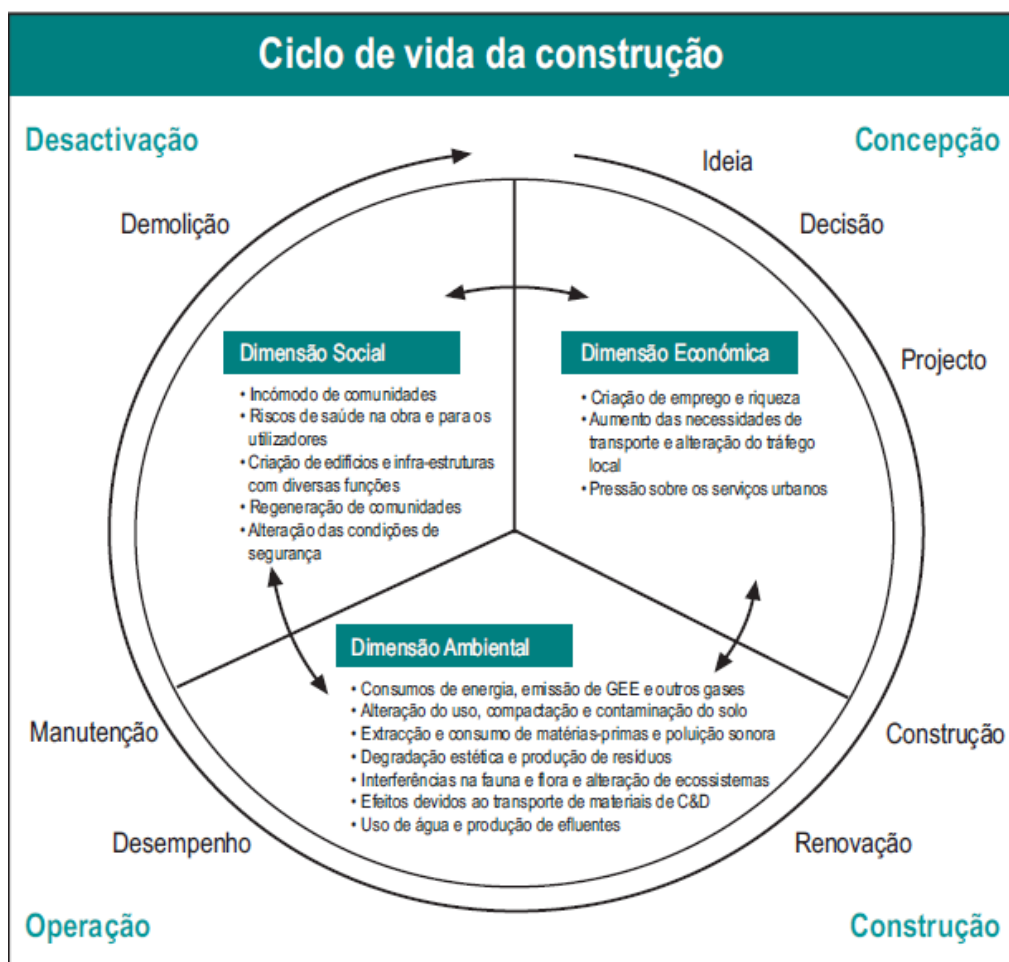 Ciclo de vida da construção
Desactivação
Concepção
Ideia
Demolição
Decisão
Projecto
Dimensão Social
• Incómodo de comunidades
• Riscos de saúde na obra e para os
utilizadores
• Criação de edifícios e infra-estruturas
com diversas funções
• Regeneração de comunidades
• Alteração das condições de
segurança
Dimensão Económica
• Criação de emprego e riqueza
• Aumento das necessidades de
transporte e alteração do tráfego
local
• Pressão sobre os serviços urbanos
Dimensão Ambiental
• Consumos de energia, emissão de GEE e outros gases
• Alteração do uso, compactação e contaminação do solo
• Extracção e consumo de matérias-primas e poluição sonora
• Degradação estética e produção de resíduos
• Interferências na fauna e flora e alteração de ecossistemas
• Efeitos devidos ao transporte de materiais de C&D
• Uso de água e produção de efluentes
Manutenção
Construção
Desempenho
Renovação
Operação
Construção